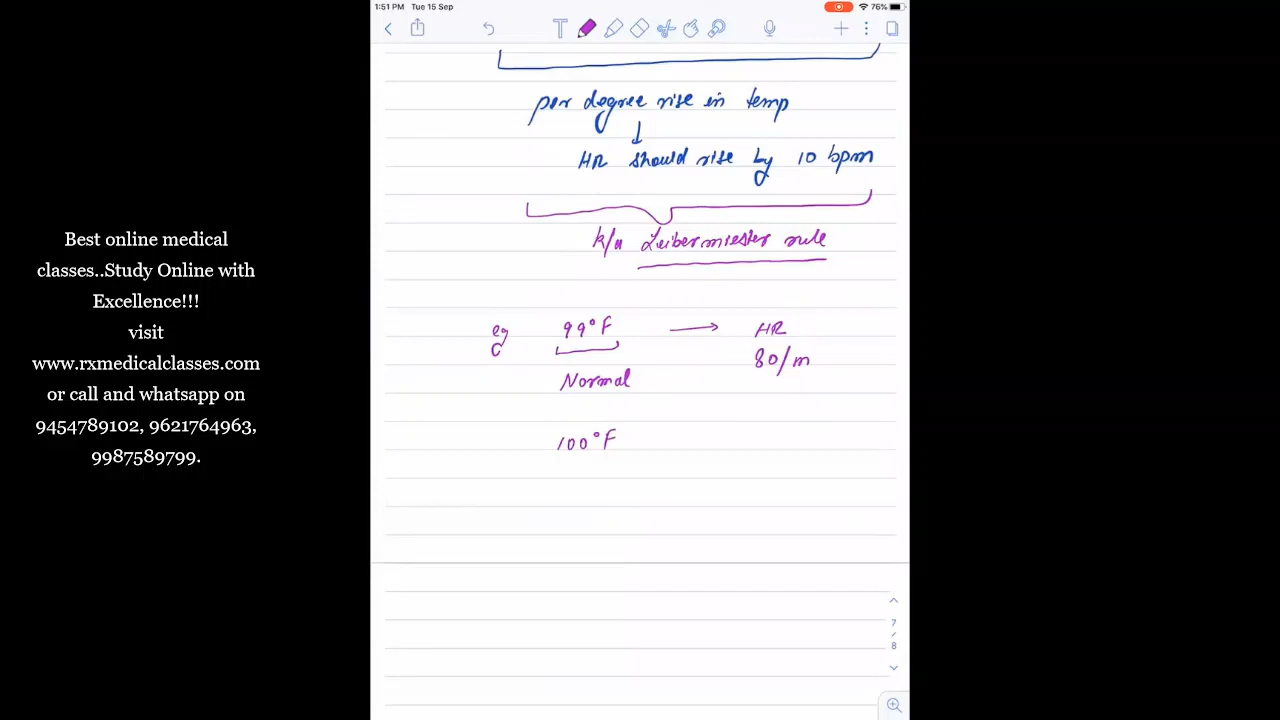 1:51 PM Tue 15 Sep
76%
per degree rise in temp
↓
HR should rise by 10 bpm
k/a Leibermiester rule
eg 99°F → HR
80/m
Normal
100°F
Best online medical
classes..Study Online with
Excellence!!!
visit
www.rxmedicalclasses.com
or call and whatsapp on
9454789102, 9621764963,
9987589799.
7
/
8